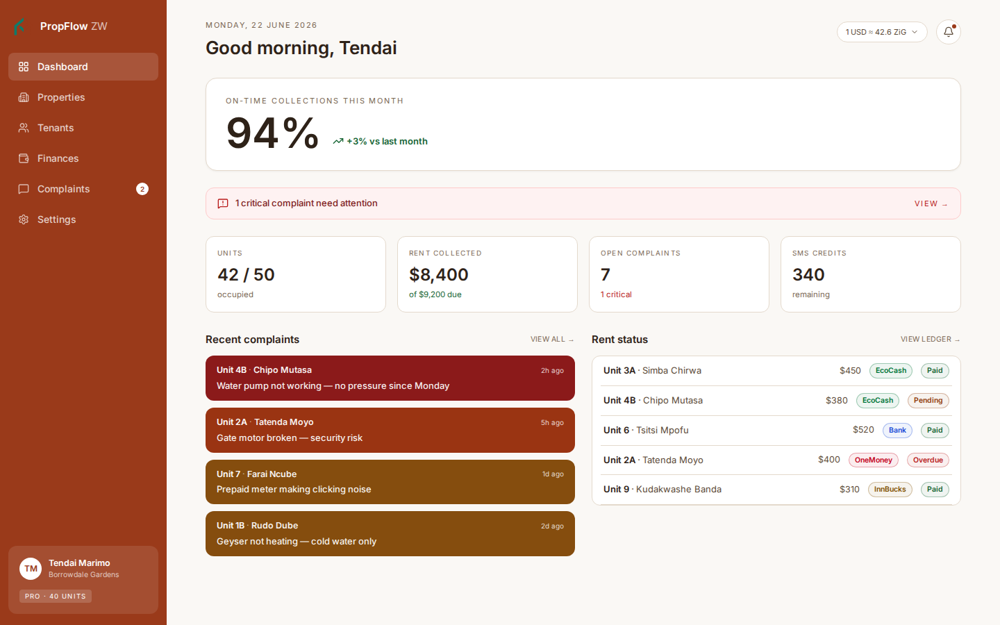 PropFlow ZW
Dashboard
Properties
Tenants
Finances
Complaints 2
Settings
TM
Tendai Marimo
Borrowdale Gardens
PRO · 40 UNITS
MONDAY, 22 JUNE 2026
Good morning, Tendai
1 USD ≈ 42.6 ZiG
ON-TIME COLLECTIONS THIS MONTH
94% +3% vs last month
1 critical complaint need attention VIEW →
UNITS
42 / 50
occupied
RENT COLLECTED
$8,400
of $9,200 due
OPEN COMPLAINTS
7
1 critical
SMS CREDITS
340
remaining
Recent complaints VIEW ALL →
Unit 4B · Chipo Mutasa 2h ago
Water pump not working — no pressure since Monday
Unit 2A · Tatenda Moyo 5h ago
Gate motor broken — security risk
Unit 7 · Farai Ncube 1d ago
Prepaid meter making clicking noise
Unit 1B · Rudo Dube 2d ago
Geyser not heating — cold water only
Rent status VIEW LEDGER →
Unit 3A · Simba Chirwa $450 EcoCash Paid
Unit 4B · Chipo Mutasa $380 EcoCash Pending
Unit 6 · Tsitsi Mpofu $520 Bank Paid
Unit 2A · Tatenda Moyo $400 OneMoney Overdue
Unit 9 · Kudakwashe Banda $310 InnBucks Paid